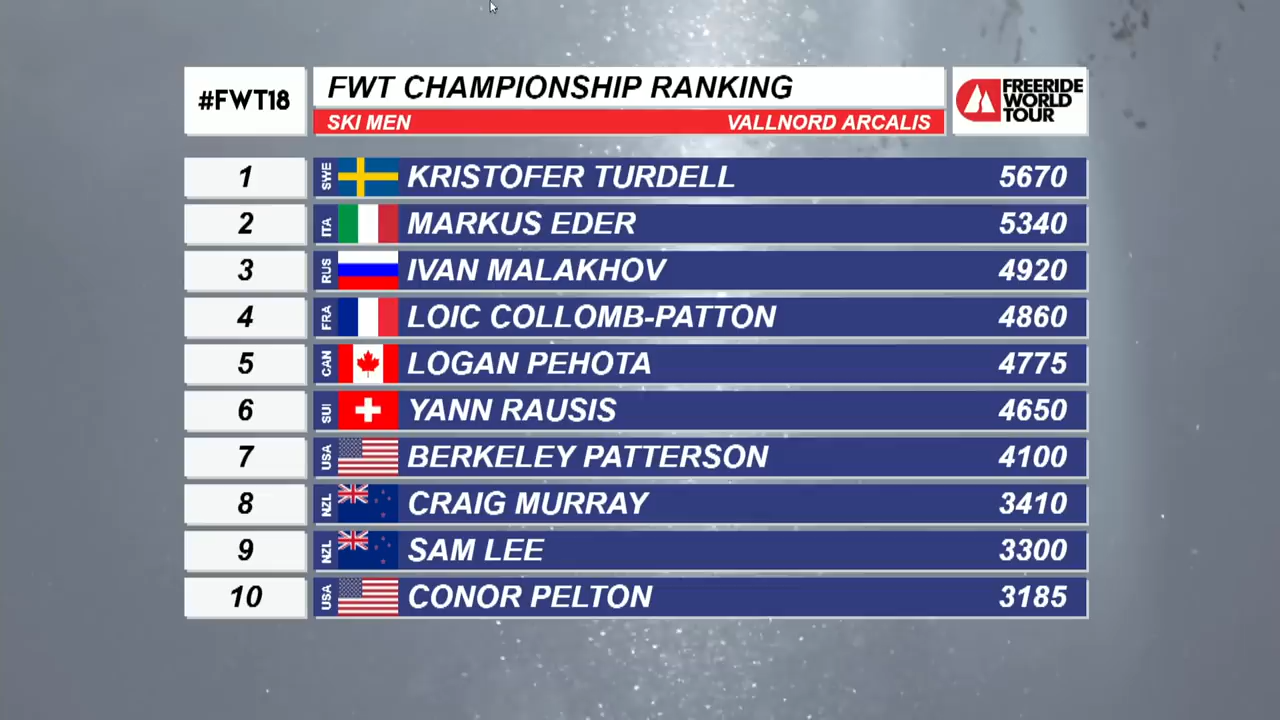 #FWT18
FWT CHAMPIONSHIP RANKING
SKI MEN VALLNORD ARCALIS
FREERIDE
WORLD
TOUR
1 SWE KRISTOFER TURDELL 5670
2 ITA MARKUS EDER 5340
3 RUS IVAN MALAKHOV 4920
4 FRA LOIC COLLOMB-PATTON 4860
5 CAN LOGAN PEHOTA 4775
6 SUI YANN RAUSIS 4650
7 USA BERKELEY PATTERSON 4100
8 NZL CRAIG MURRAY 3410
9 NZL SAM LEE 3300
10 USA CONOR PELTON 3185